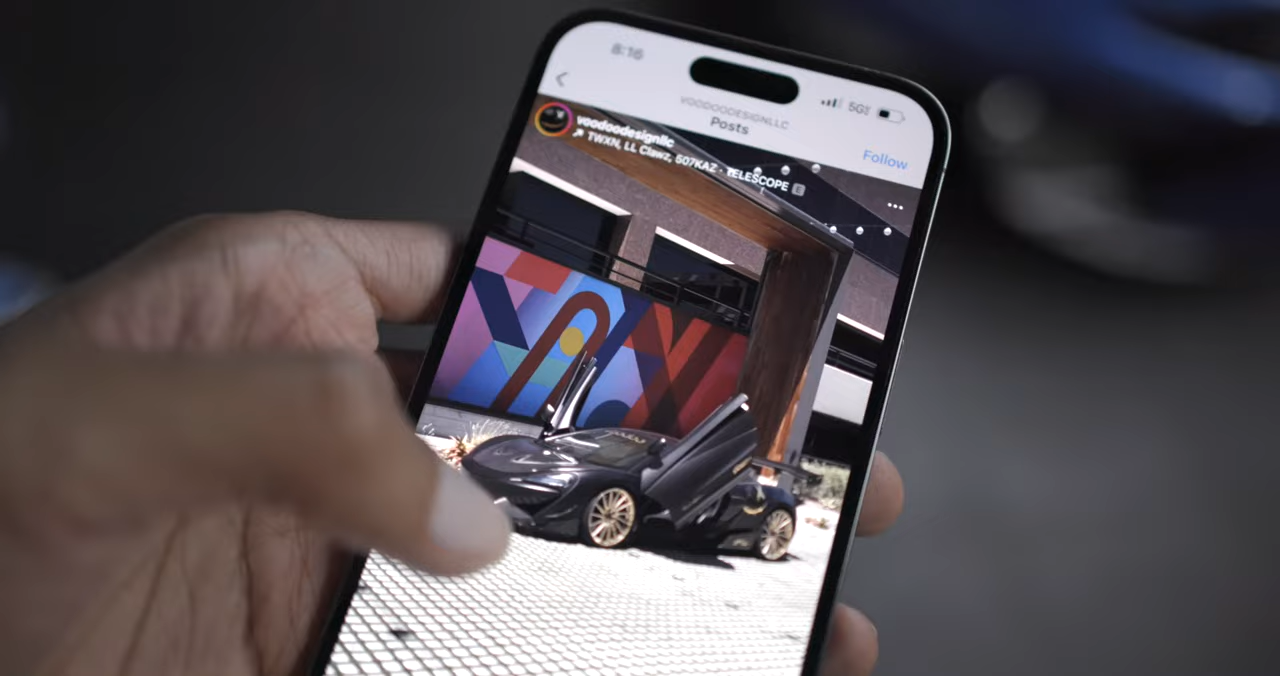 8:16
5G
VOODOODESIGNLLC
Posts
Follow
voodoodesignllc
TWXN, LL Clawz, 507KAZ · TELESCOPE E